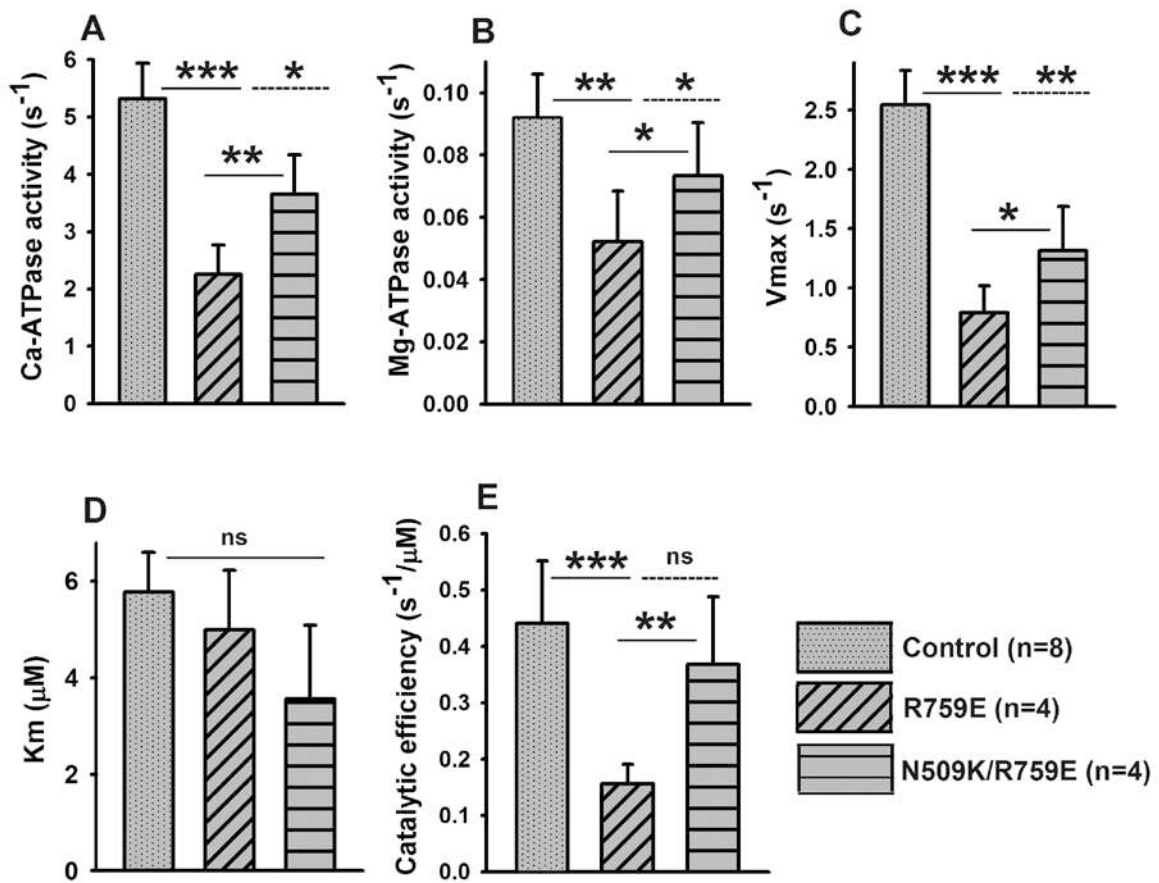 A
Ca-ATPase activity (s-1)
6
5
4
3
2
1
0
***
*
**
B
Mg-ATPase activity (s-1)
0.10
0.08
0.06
0.04
0.02
0.00
**
*
*
C
Vmax (s-1)
2.5
2.0
1.5
1.0
0.5
0.0
***
**
*
D
Km (μM)
6
4
2
0
ns
E
Catalytic efficiency (s-1/μM)
0.6
0.5
0.4
0.3
0.2
0.1
0.0
***
ns
**
Control (n=8)
R759E (n=4)
N509K/R759E (n=4)